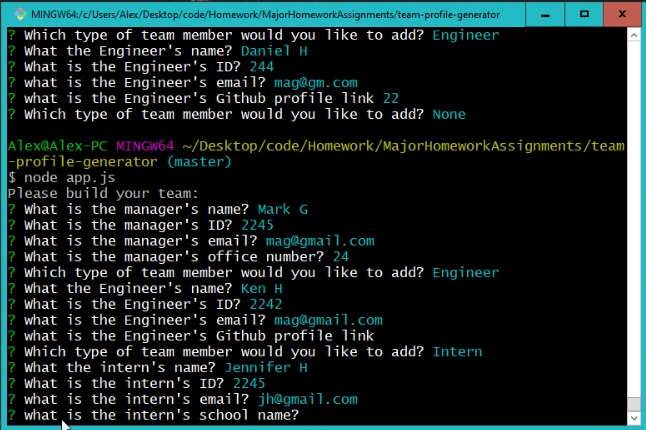 MINGW64:/c/Users/Alex/Desktop/code/Homework/MajorHomeworkAssignments/team-profile-generator
? Which type of team member would you like to add? Engineer
? What the Engineer's name? Daniel H
? What is the Engineer's ID? 244
? what is the Engineer's email? mag@gm.com
? what is the Engineer's Github profile link 22
? Which type of team member would you like to add? None
Alex@Alex-PC MINGW64 ~/Desktop/code/Homework/MajorHomeworkAssignments/team
-profile-generator (master)
$ node app.js
Please build your team:
? What is the manager's name? Mark G
? What is the manager's ID? 2245
? What is the manager's email? mag@gmail.com
? What is the manager's office number? 24
? Which type of team member would you like to add? Engineer
? What the Engineer's name? Ken H
? What is the Engineer's ID? 2242
? what is the Engineer's email? mag@gmail.com
? what is the Engineer's Github profile link
? Which type of team member would you like to add? Intern
? What the intern's name? Jennifer H
? What is the intern's ID? 2245
? what is the intern's email? jh@gmail.com
? what is the intern's school name?